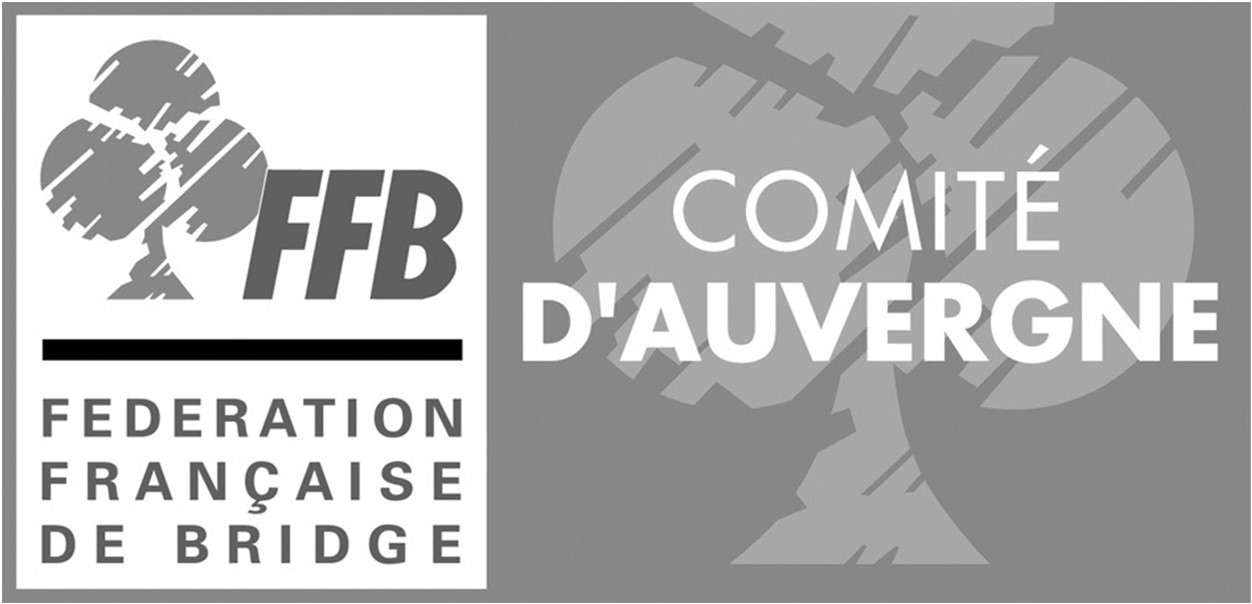 FFB
FEDERATION
FRANÇAISE
DE BRIDGE
COMITÉ
D'AUVERGNE